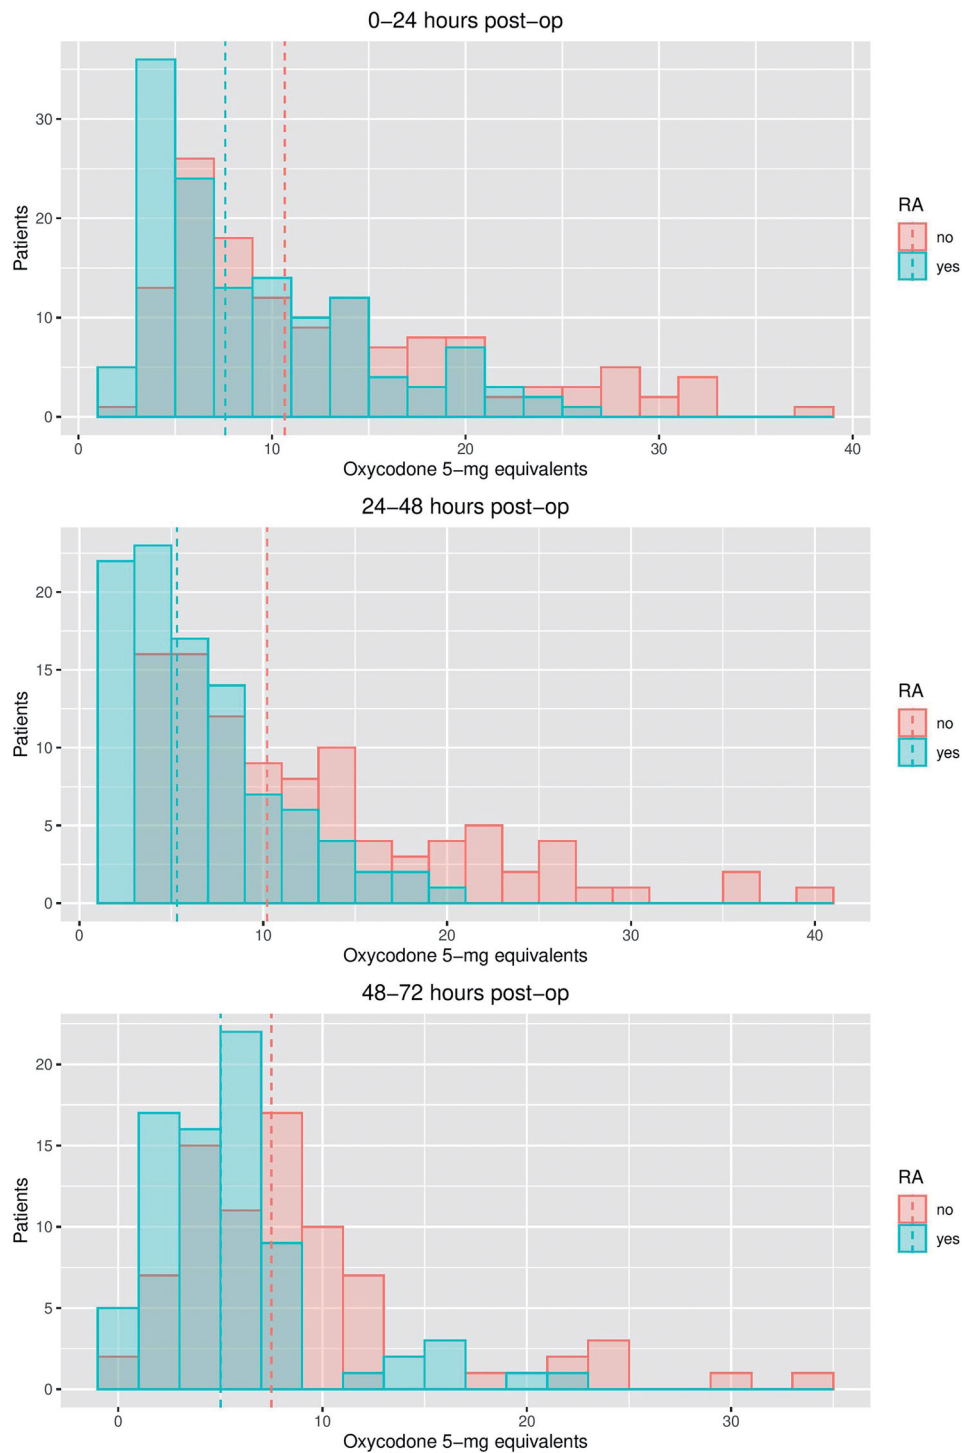 0−24 hours post−op
30
20
10
0
Patients
0 10 20 30 40
Oxycodone 5−mg equivalents
RA
no
yes
24−48 hours post−op
20
15
10
5
0
Patients
0 10 20 30 40
Oxycodone 5−mg equivalents
RA
no
yes
48−72 hours post−op
20
15
10
5
0
Patients
0 10 20 30
Oxycodone 5−mg equivalents
RA
no
yes